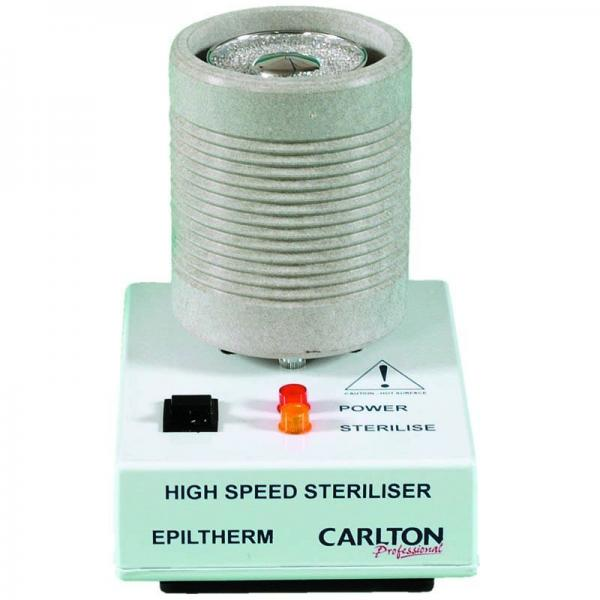 CAUTION - HOT SURFACE
POWER
STERILISE
HIGH SPEED STERILISER
EPILTHERM CARLTON
Professional